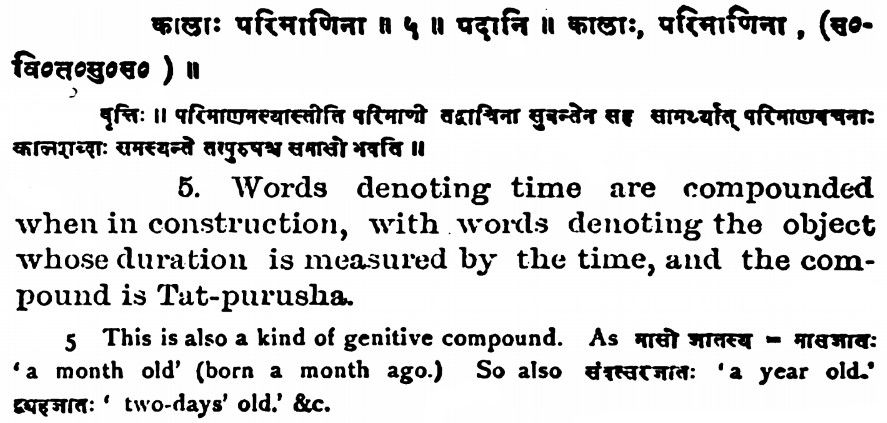 कालाः परिमाणिना ॥ ५ ॥ पदानि ॥ कालाः, परिमाणिना , (स०-
वि०त०सु०स० ) ॥
वृत्तिः ॥ परिमाणमस्यास्तीति परिमाणी तद्वाचिना सुबन्तेन सह सामर्थ्यात् परिमाणवचनाः
कालशब्दाः समस्यन्ते तत्पुरुषश्च समासो भवति ॥
5. Words denoting time are compounded
when in construction, with words denoting the object
whose duration is measured by the time, and the com-
pound is Tat-purusha.
5 This is also a kind of genitive compound. As मासो जातस्य = मासजातः
‘a month old’ (born a month ago.) So also संवत्सरजातः ‘a year old.’
द्व्यहजातः ‘ two-days’ old.’ &c.